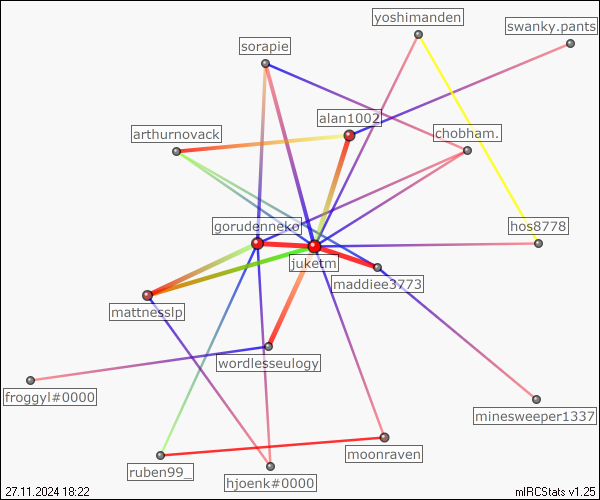 yoshimanden
swanky.pants
sorapie
alan1002
arthurnovack
chobham.
gorudenneko
hos8778
juketm
maddiee3773
mattnesslp
wordlesseulogy
froggyl#0000
minesweeper1337
moonraven
ruben99_
hjoenk#0000
27.11.2024 18:22
mIRCStats v1.25